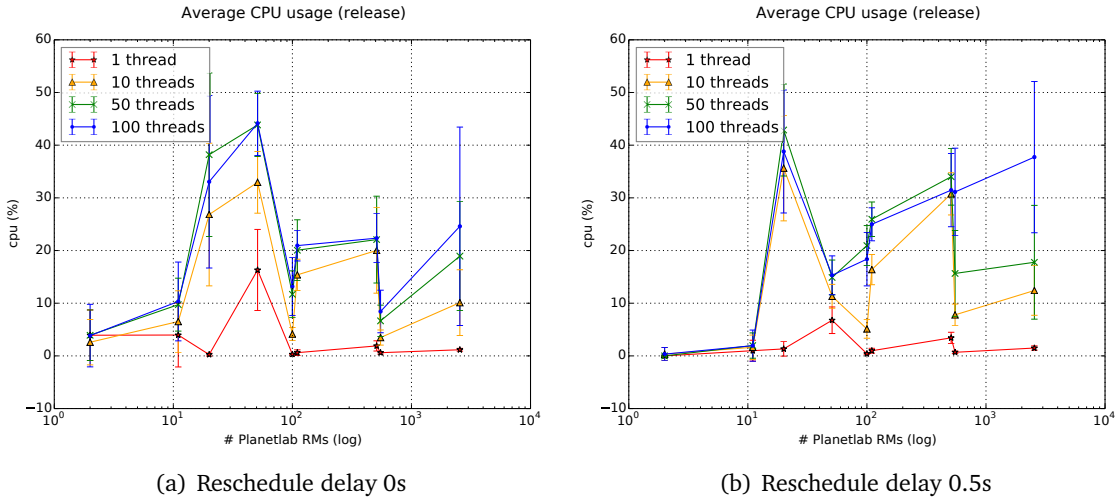 Average CPU usage (release)
60
50
40
30
20
10
0
−10
cpu (%)
1 thread
10 threads
50 threads
100 threads
10^0
10^1
10^2
10^3
10^4
# Planetlab RMs (log)
(a) Reschedule delay 0s
Average CPU usage (release)
60
50
40
30
20
10
0
−10
cpu (%)
1 thread
10 threads
50 threads
100 threads
10^0
10^1
10^2
10^3
10^4
# Planetlab RMs (log)
(b) Reschedule delay 0.5s